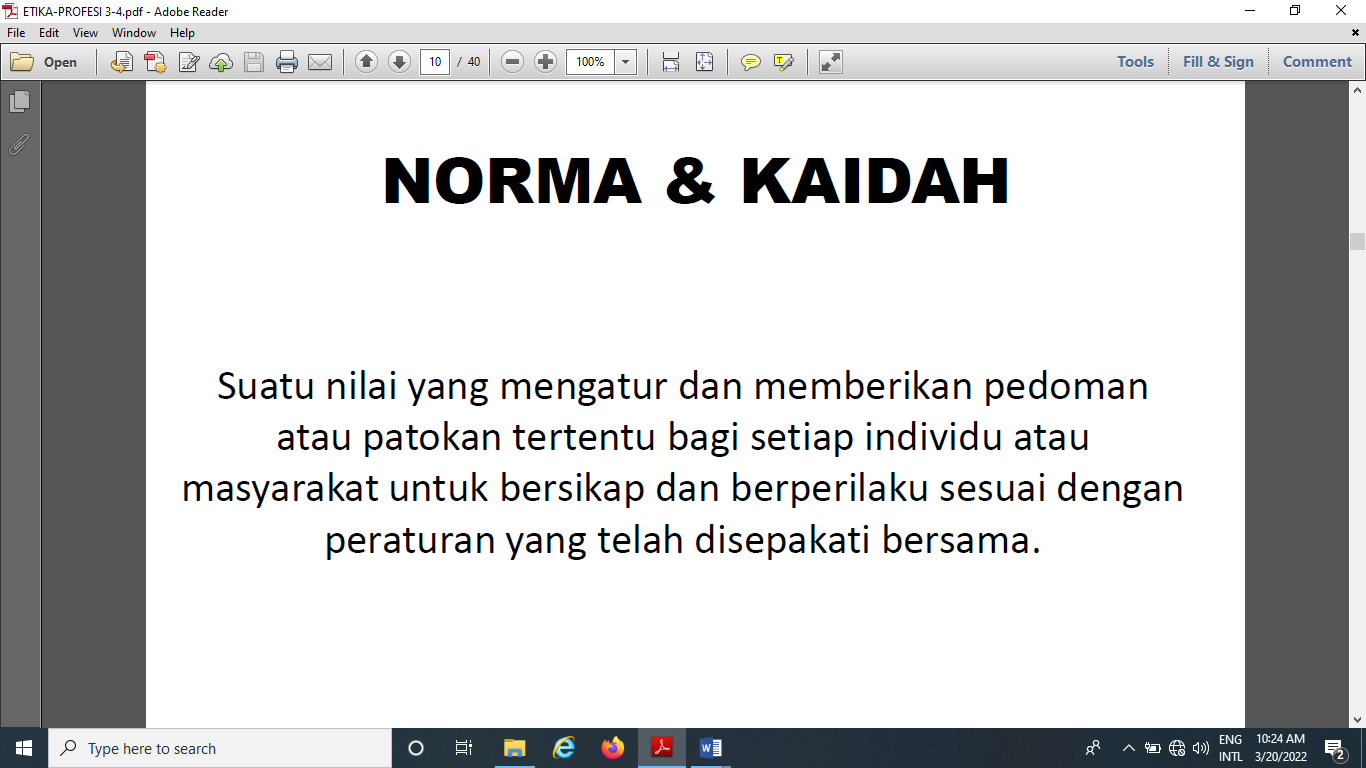 ETIKA-PROFESI 3-4.pdf - Adobe Reader
File Edit View Window Help
Open 10 / 40 100% Tools Fill & Sign Comment
NORMA & KAIDAH
Suatu nilai yang mengatur dan memberikan pedoman
atau patokan tertentu bagi setiap individu atau
masyarakat untuk bersikap dan berperilaku sesuai dengan
peraturan yang telah disepakati bersama.
Type here to search
ENG 10:24 AM
INTL 3/20/2022 2